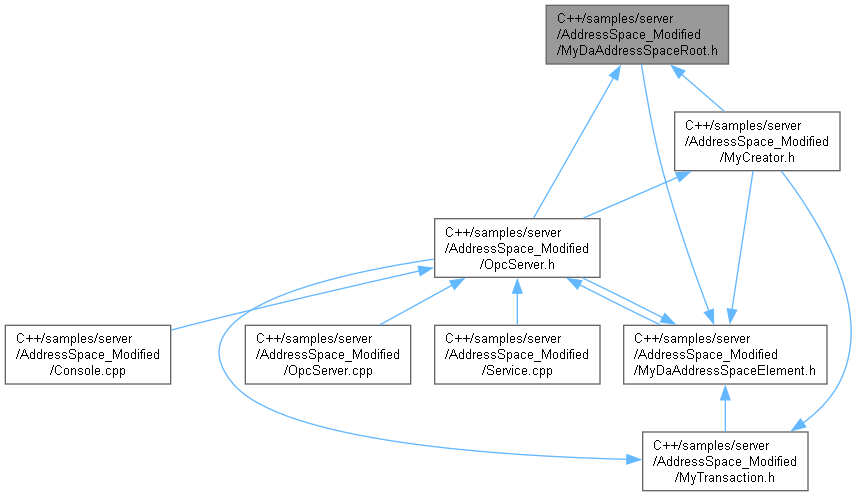 C++/samples/server
/AddressSpace_Modified
/MyDaAddressSpaceRoot.h
C++/samples/server
/AddressSpace_Modified
/MyCreator.h
C++/samples/server
/AddressSpace_Modified
/OpcServer.h
C++/samples/server
/AddressSpace_Modified
/Console.cpp
C++/samples/server
/AddressSpace_Modified
/OpcServer.cpp
C++/samples/server
/AddressSpace_Modified
/Service.cpp
C++/samples/server
/AddressSpace_Modified
/MyDaAddressSpaceElement.h
C++/samples/server
/AddressSpace_Modified
/MyTransaction.h